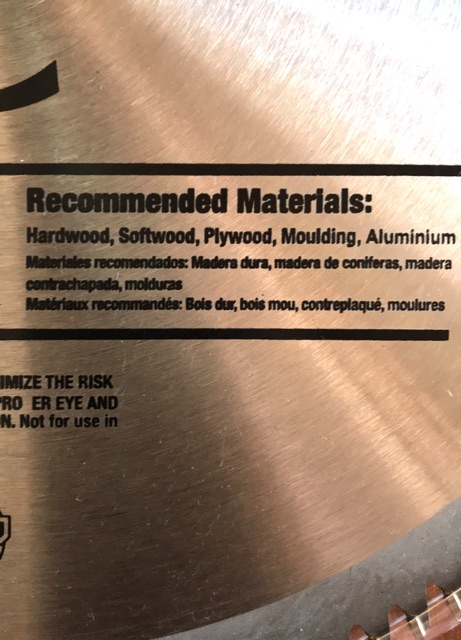 Recommended Materials:
Hardwood, Softwood, Plywood, Moulding, Aluminium
Materiales recomendados: Madera dura, madera de coniferas, madera
contrachapada, molduras
Matériaux recommandés: Bois dur, bois mou, contreplaqué, moulures
IMIZE THE RISK
PRO ER EYE AND
N. Not for use in